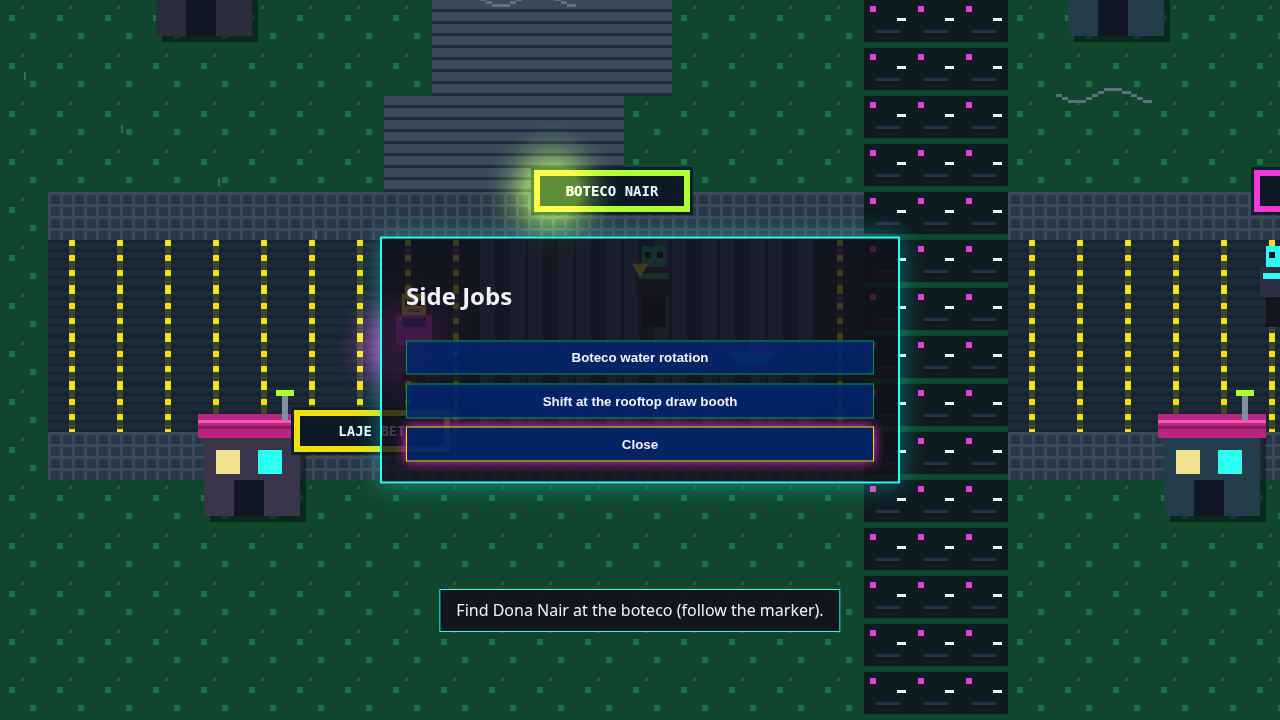 BOTECO NAIR
Side Jobs
Boteco water rotation
Shift at the rooftop draw booth
LAJE BET
Close
Find Dona Nair at the boteco (follow the marker).